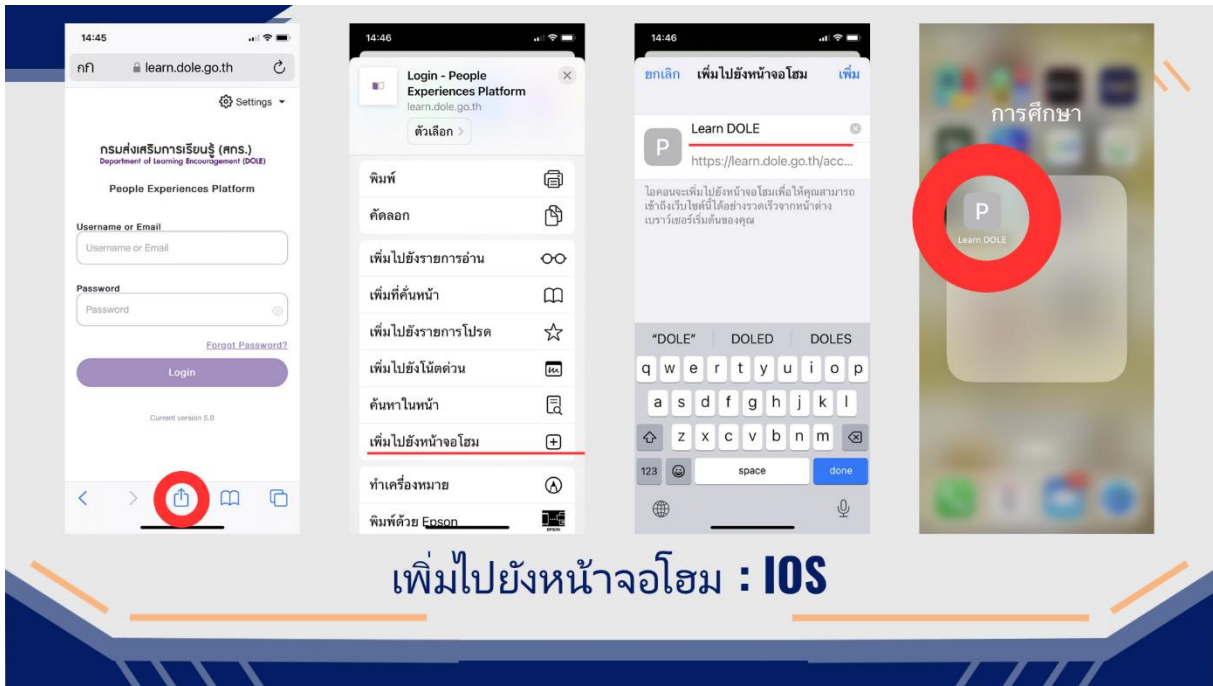 14:45
กกิ learn.dole.go.th
Settings
กรมส่งเสริมการเรียนรู้ (สกร.)
Department of Learning Encouragement (DOLE)
People Experiences Platform
Username or Email
Username or Email
Password
Password
Forgot Password?
Login
Current version 5.0
14:46
Login - People
Experiences Platform
learn.dole.go.th
ตัวเลือก >
พิมพ์
คัดลอก
เพิ่มไปยังรายการอ่าน
เพิ่มที่คั่นหน้า
เพิ่มไปยังรายการโปรด
เพิ่มไปยังโน้ตด่วน
ค้นหาในหน้า
เพิ่มไปยังหน้าจอโฮม
ทำเครื่องหมาย
พิมพ์ด้วย Epson
EPSON
14:46
ยกเลิก เพิ่มไปยังหน้าจอโฮม เพิ่ม
P
Learn DOLE
https://learn.dole.go.th/acc...
ไอคอนจะเพิ่มไปยังหน้าจอโฮมเพื่อให้คุณสามารถ
เข้าถึงเว็บไซต์นี้ได้อย่างรวดเร็วจากหน้าต่าง
เบราว์เซอร์เริ่มต้นของคุณ
“DOLE” DOLED DOLES
q w e r t y u i o p
a s d f g h j k l
z x c v b n m
123 space done
การศึกษา
P
Learn DOLE
เพิ่มไปยังหน้าจอโฮม : IOS